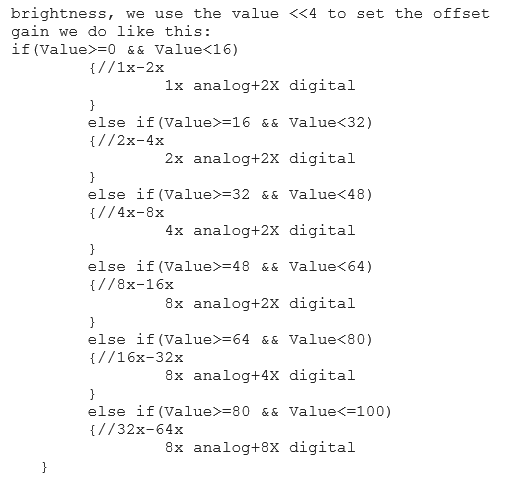 brightness, we use the value <<4 to set the offset
gain we do like this:
if(Value>=0 && Value<16)
{//1x-2x
1x analog+2X digital
}
else if(Value>=16 && Value<32)
{//2x-4x
2x analog+2X digital
}
else if(Value>=32 && Value<48)
{//4x-8x
4x analog+2X digital
}
else if(Value>=48 && Value<64)
{//8x-16x
8x analog+2X digital
}
else if(Value>=64 && Value<80)
{//16x-32x
8x analog+4X digital
}
else if(Value>=80 && Value<=100)
{//32x-64x
8x analog+8X digital
}